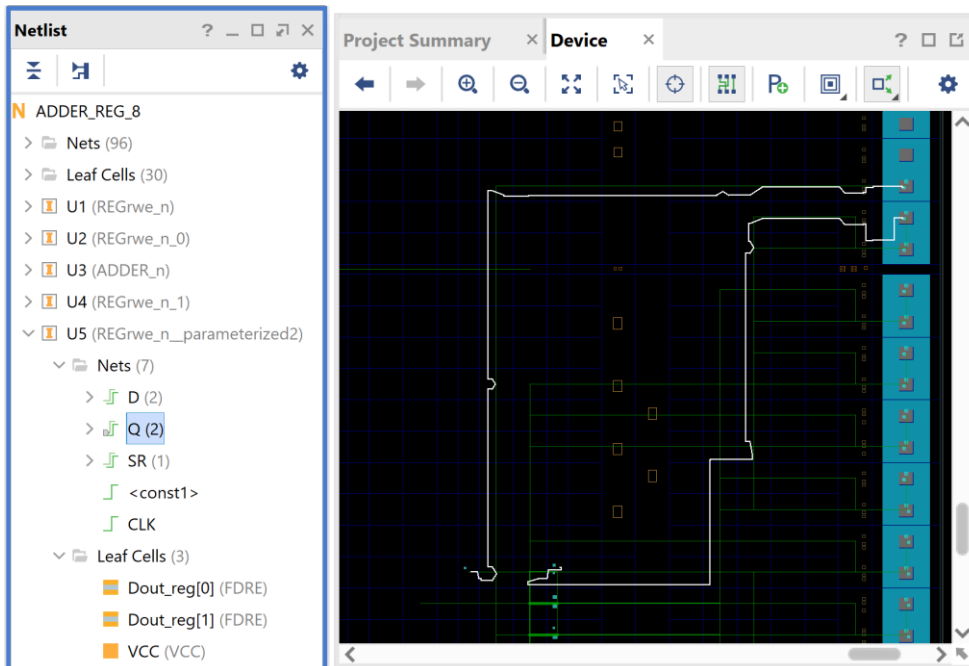 Netlist
ADDER_REG_8
Nets (96)
Leaf Cells (30)
U1 (REGrwe_n)
U2 (REGrwe_n_0)
U3 (ADDER_n)
U4 (REGrwe_n_1)
U5 (REGrwe_n__parameterized2)
Nets (7)
D (2)
Q (2)
SR (1)
<const1>
CLK
Leaf Cells (3)
Dout_reg[0] (FDRE)
Dout_reg[1] (FDRE)
VCC (VCC)
Project Summary
Device